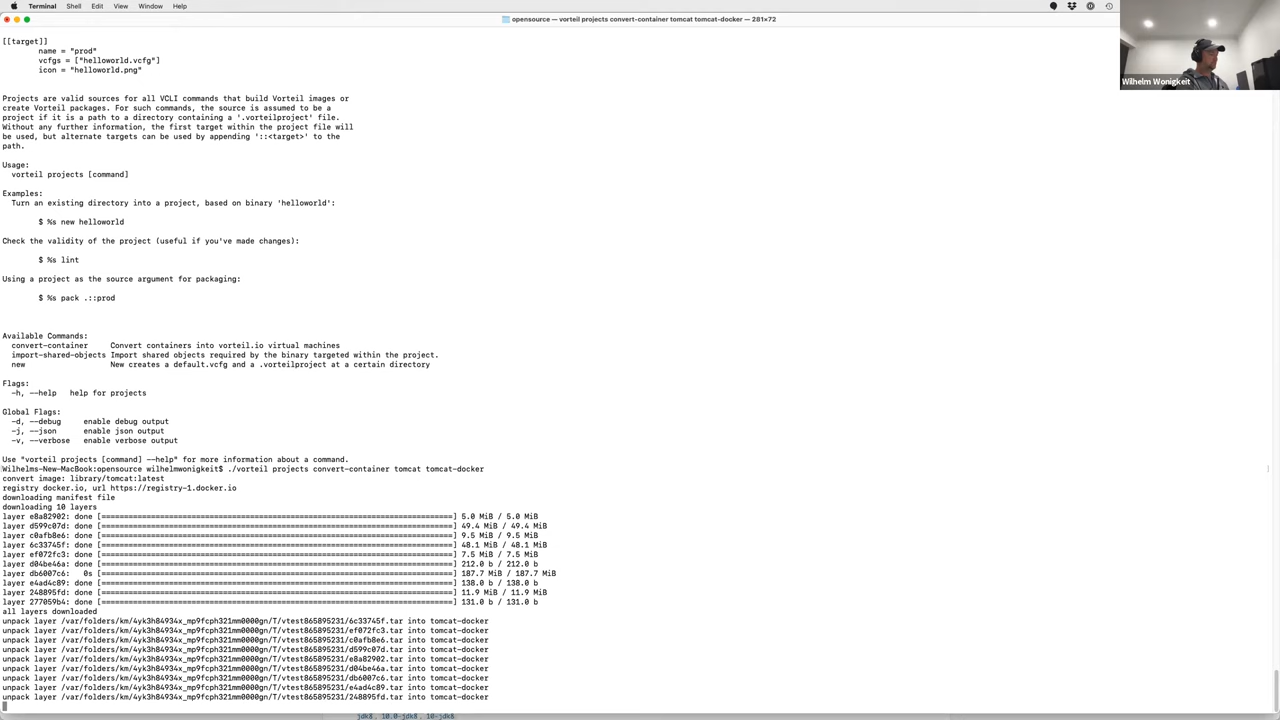 Terminal Shell Edit View Window Help
opensource — vorteil projects convert-container tomcat tomcat-docker — 281×72
Wilhelm Wonigkeit
[[target]]
name = "prod"
vcfgs = ["helloworld.vcfg"]
icon = "helloworld.png"
Projects are valid sources for all VCLI commands that build Vorteil images or
create Vorteil packages. For such commands, the source is assumed to be a
project if it is a path to a directory containing a '.vorteilproject' file.
Without any further information, the first target within the project file will
be used, but alternate targets can be used by appending '::<target>' to the
path.
Usage:
vorteil projects [command]
Examples:
Turn an existing directory into a project, based on binary 'helloworld':
$ %s new helloworld
Check the validity of the project (useful if you've made changes):
$ %s lint
Using a project as the source argument for packaging:
$ %s pack .::prod
Available Commands:
convert-container Convert containers into vorteil.io virtual machines
import-shared-objects Import shared objects required by the binary targeted within the project.
new New creates a default.vcfg and a .vorteilproject at a certain directory
Flags:
-h, --help help for projects
Global Flags:
-d, --debug enable debug output
-j, --json enable json output
-v, --verbose enable verbose output
Use "vorteil projects [command] --help" for more information about a command.
Wilhelms-New-MacBook:opensource wilhelmwonigkeit$ ./vorteil projects convert-container tomcat tomcat-docker
convert image: library/tomcat:latest
registry docker.io, url https://registry-1.docker.io
downloading manifest file
downloading 10 layers
layer e8a82902: done [==========================================================================] 5.0 MiB / 5.0 MiB
layer d599c07d: done [==========================================================================] 49.4 MiB / 49.4 MiB
layer c0afb8e6: done [==========================================================================] 9.5 MiB / 9.5 MiB
layer 6c33745f: done [==========================================================================] 48.1 MiB / 48.1 MiB
layer ef072fc3: done [==========================================================================] 7.5 MiB / 7.5 MiB
layer d04be46a: done [==========================================================================] 212.0 b / 212.0 b
layer db6007c6: 0s [==========================================================================] 187.7 MiB / 187.7 MiB
layer e4ad4c89: done [==========================================================================] 138.0 b / 138.0 b
layer 248895fd: done [==========================================================================] 11.9 MiB / 11.9 MiB
layer 277059b4: done [==========================================================================] 131.0 b / 131.0 b
all layers downloaded
unpack layer /var/folders/km/4yk3h84934x_mp9fcph321mm0000gn/T/vtest865895231/6c33745f.tar into tomcat-docker
unpack layer /var/folders/km/4yk3h84934x_mp9fcph321mm0000gn/T/vtest865895231/ef072fc3.tar into tomcat-docker
unpack layer /var/folders/km/4yk3h84934x_mp9fcph321mm0000gn/T/vtest865895231/c0afb8e6.tar into tomcat-docker
unpack layer /var/folders/km/4yk3h84934x_mp9fcph321mm0000gn/T/vtest865895231/d599c07d.tar into tomcat-docker
unpack layer /var/folders/km/4yk3h84934x_mp9fcph321mm0000gn/T/vtest865895231/e8a82902.tar into tomcat-docker
unpack layer /var/folders/km/4yk3h84934x_mp9fcph321mm0000gn/T/vtest865895231/d04be46a.tar into tomcat-docker
unpack layer /var/folders/km/4yk3h84934x_mp9fcph321mm0000gn/T/vtest865895231/db6007c6.tar into tomcat-docker
unpack layer /var/folders/km/4yk3h84934x_mp9fcph321mm0000gn/T/vtest865895231/e4ad4c89.tar into tomcat-docker
unpack layer /var/folders/km/4yk3h84934x_mp9fcph321mm0000gn/T/vtest865895231/248895fd.tar into tomcat-docker
jdk8, 10.0-jdk8, 10-jdk8